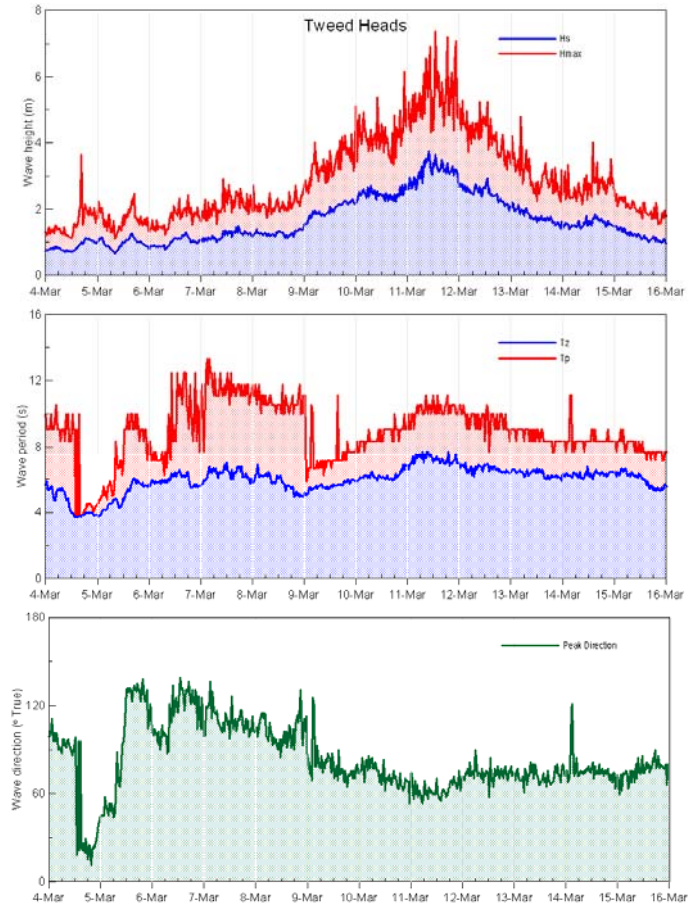 Tweed Heads
Hs
Hmax
Wave height (m)
8
6
4
2
0
4-Mar 5-Mar 6-Mar 7-Mar 8-Mar 9-Mar 10-Mar 11-Mar 12-Mar 13-Mar 14-Mar 15-Mar 16-Mar
Tz
Tp
Wave period (s)
16
12
8
4
0
4-Mar 5-Mar 6-Mar 7-Mar 8-Mar 9-Mar 10-Mar 11-Mar 12-Mar 13-Mar 14-Mar 15-Mar 16-Mar
Peak Direction
Wave direction (° True)
180
120
60
0
4-Mar 5-Mar 6-Mar 7-Mar 8-Mar 9-Mar 10-Mar 11-Mar 12-Mar 13-Mar 14-Mar 15-Mar 16-Mar